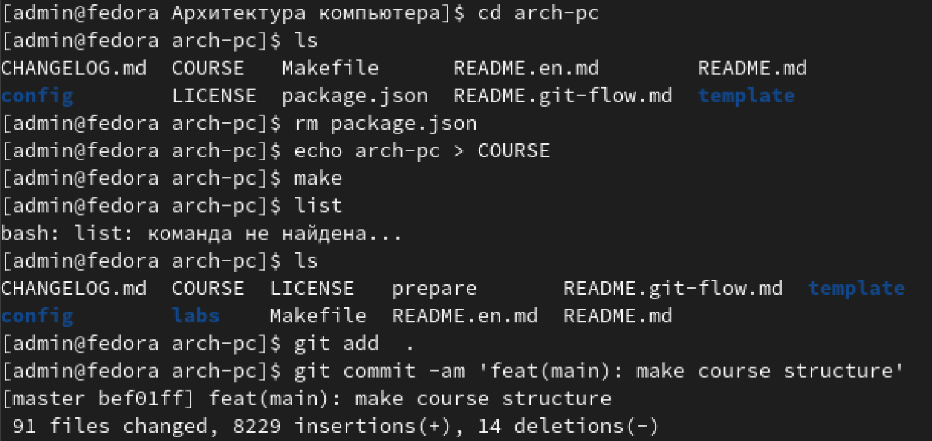 [admin@fedora Архитектура компьютера]$ cd arch-pc
[admin@fedora arch-pc]$ ls
CHANGELOG.md  COURSE   Makefile      README.en.md        README.md
config        LICENSE  package.json  README.git-flow.md  template
[admin@fedora arch-pc]$ rm package.json
[admin@fedora arch-pc]$ echo arch-pc > COURSE
[admin@fedora arch-pc]$ make
[admin@fedora arch-pc]$ list
bash: list: команда не найдена...
[admin@fedora arch-pc]$ ls
CHANGELOG.md  COURSE  LICENSE   prepare       README.git-flow.md  template
config        labs    Makefile  README.en.md  README.md
[admin@fedora arch-pc]$ git add  .
[admin@fedora arch-pc]$ git commit -am 'feat(main): make course structure'
[master bef01ff] feat(main): make course structure
 91 files changed, 8229 insertions(+), 14 deletions(-)